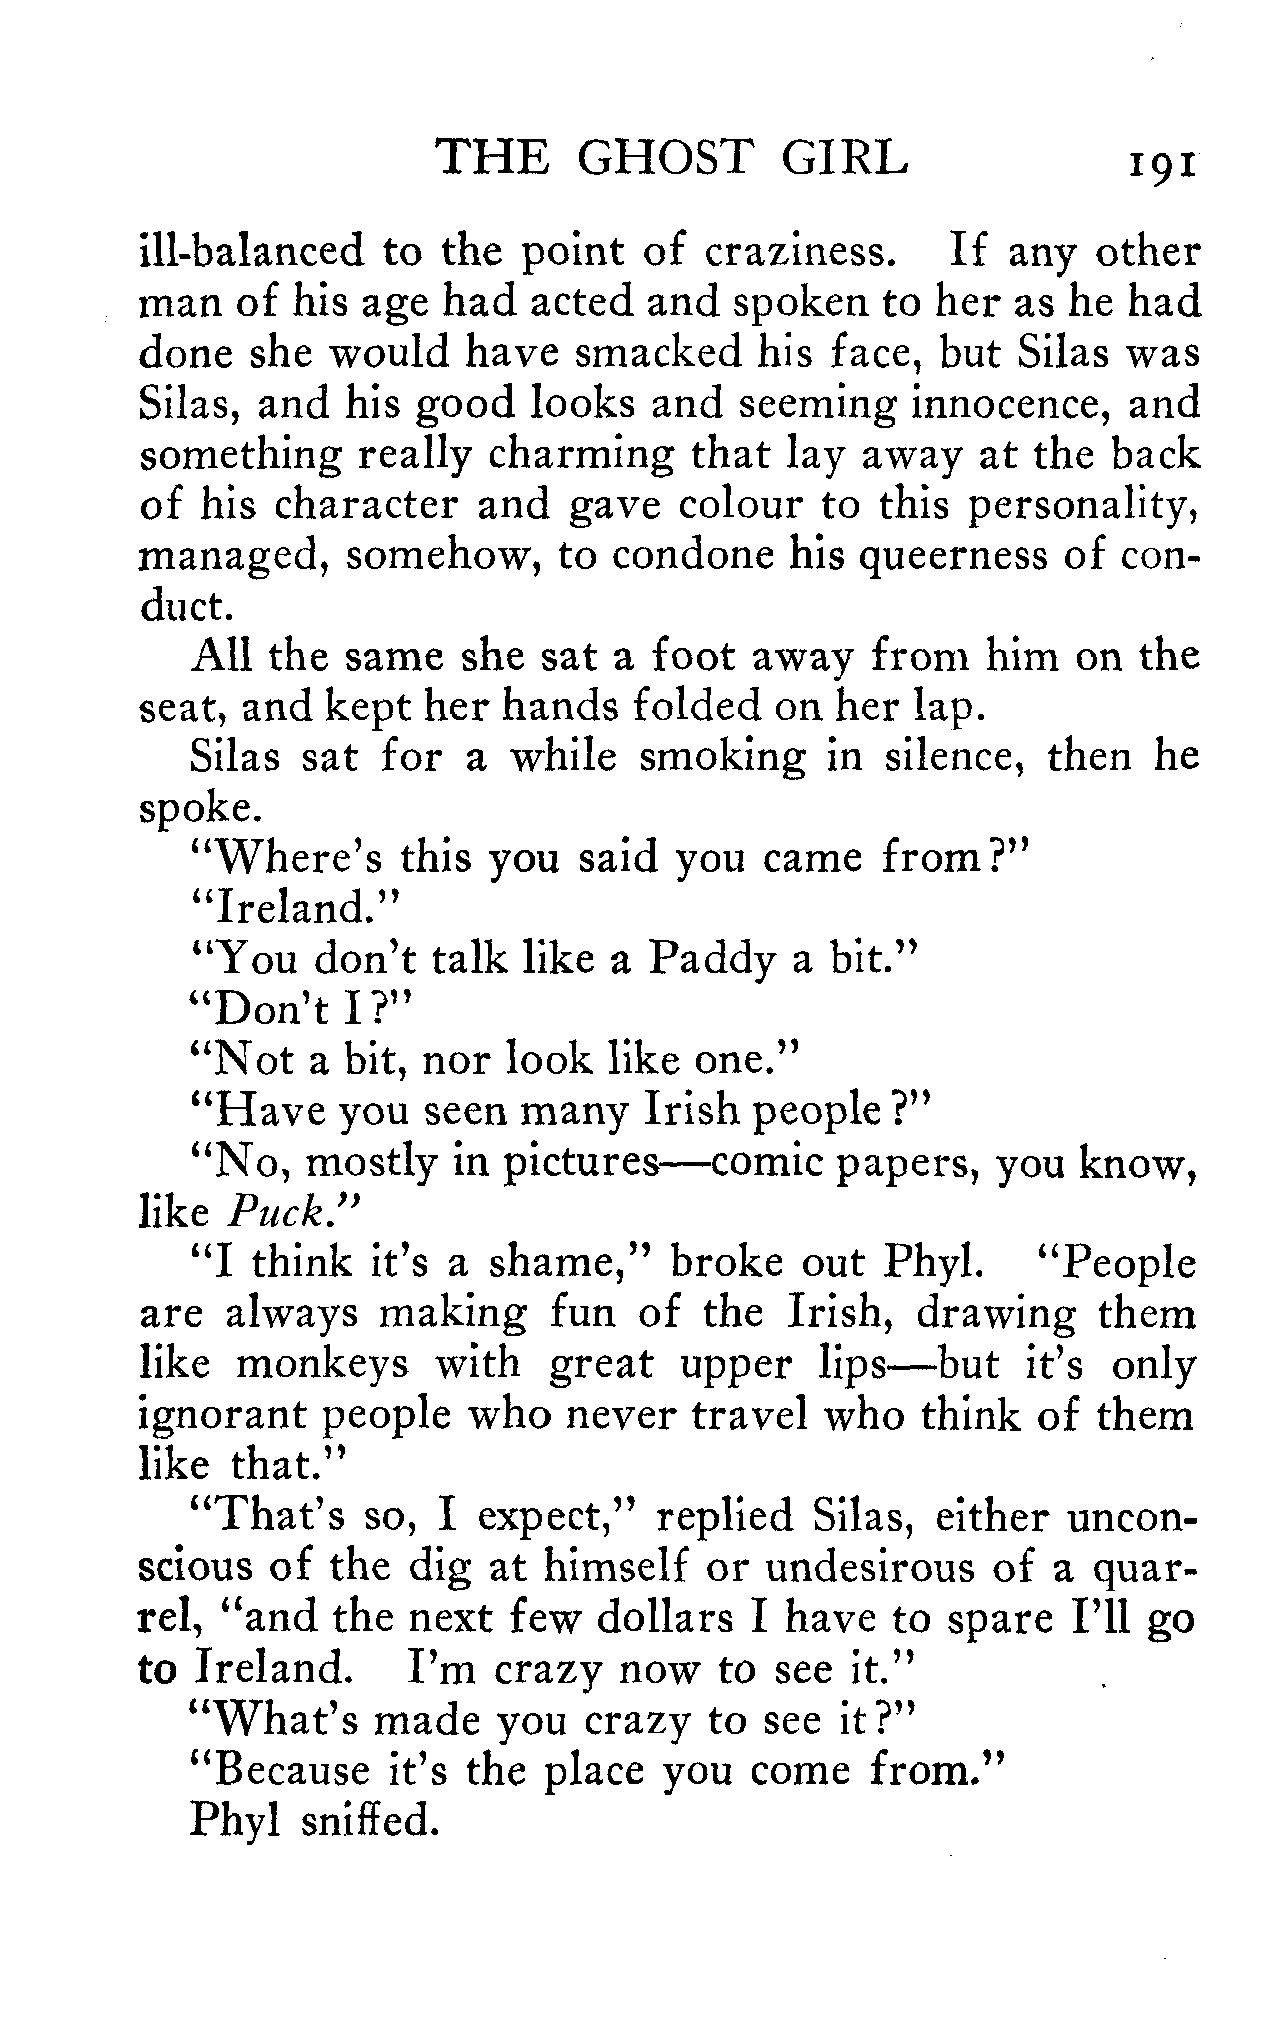 THE GHOST GIRL 191
ill-balanced to the point of craziness. If any other
man of his age had acted and spoken to her as he had
done she would have smacked his face, but Silas was
Silas, and his good looks and seeming innocence, and
something really charming that lay away at the back
of his character and gave colour to this personality,
managed, somehow, to condone his queerness of con-
duct.
All the same she sat a foot away from him on the
seat, and kept her hands folded on her lap.
Silas sat for a while smoking in silence, then he
spoke.
"Where's this you said you came from?"
"Ireland."
"You don't talk like a Paddy a bit."
"Don't I?"
"Not a bit, nor look like one."
"Have you seen many Irish people?"
"No, mostly in pictures—comic papers, you know,
like Puck."
"I think it's a shame," broke out Phyl. "People
are always making fun of the Irish, drawing them
like monkeys with great upper lips—but it's only
ignorant people who never travel who think of them
like that."
"That's so, I expect," replied Silas, either uncon-
scious of the dig at himself or undesirous of a quar-
rel, "and the next few dollars I have to spare I'll go
to Ireland. I'm crazy now to see it."
"What's made you crazy to see it?"
"Because it's the place you come from."
Phyl sniffed.